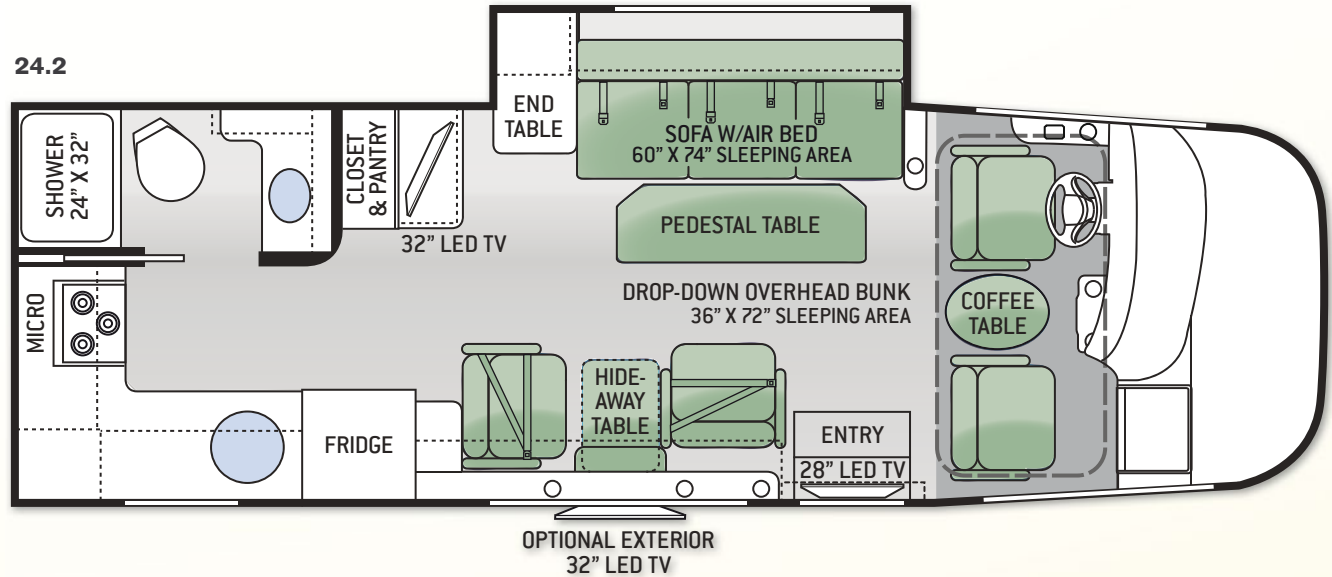 24.2
END
TABLE
SOFA W/AIR BED
60” X 74” SLEEPING AREA
SHOWER
24” X 32”
CLOSET
& PANTRY
32” LED TV
PEDESTAL TABLE
DROP-DOWN OVERHEAD BUNK
36” X 72” SLEEPING AREA
COFFEE
TABLE
MICRO
HIDE-
AWAY
TABLE
FRIDGE
ENTRY
28” LED TV
OPTIONAL EXTERIOR
32” LED TV